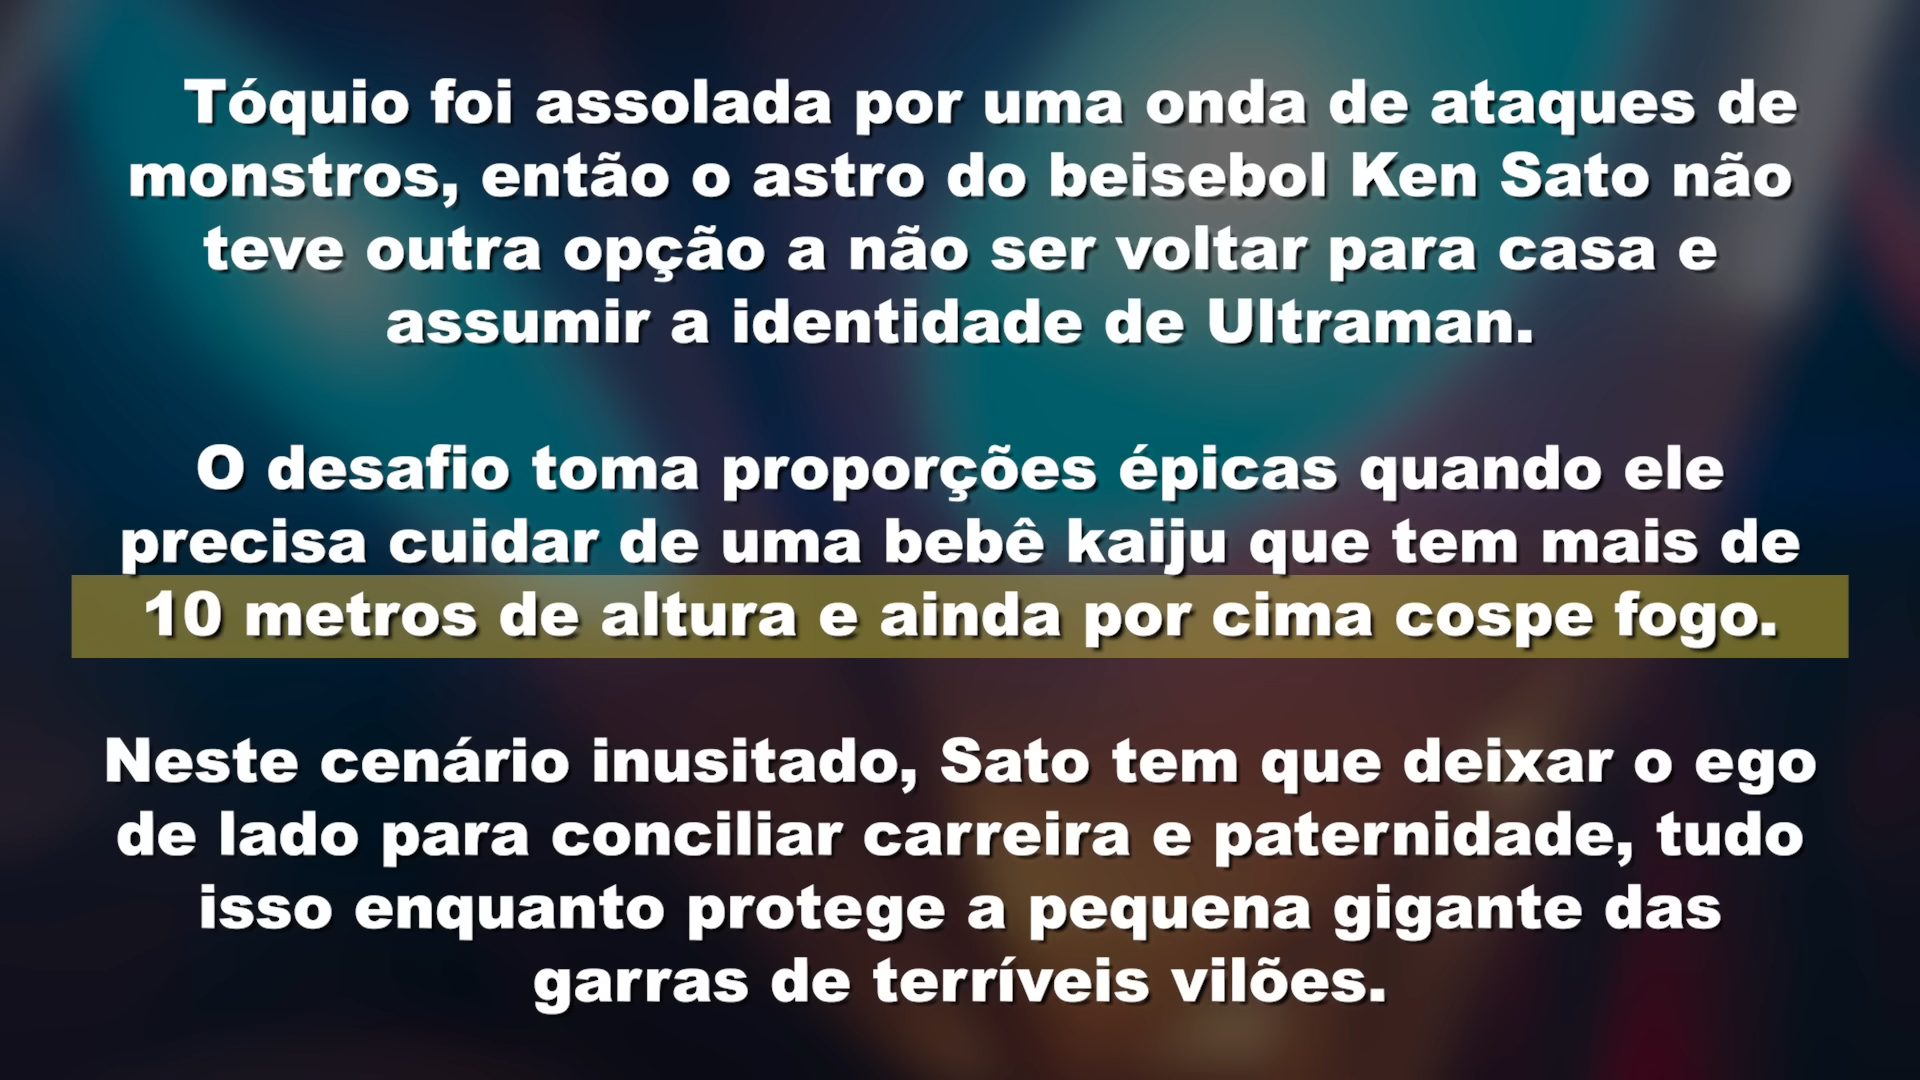 Tóquio foi assolada por uma onda de ataques de
monstros, então o astro do beisebol Ken Sato não
teve outra opção a não ser voltar para casa e
assumir a identidade de Ultraman.
O desafio toma proporções épicas quando ele
precisa cuidar de uma bebê kaiju que tem mais de
10 metros de altura e ainda por cima cospe fogo.
Neste cenário inusitado, Sato tem que deixar o ego
de lado para conciliar carreira e paternidade, tudo
isso enquanto protege a pequena gigante das
garras de terríveis vilões.